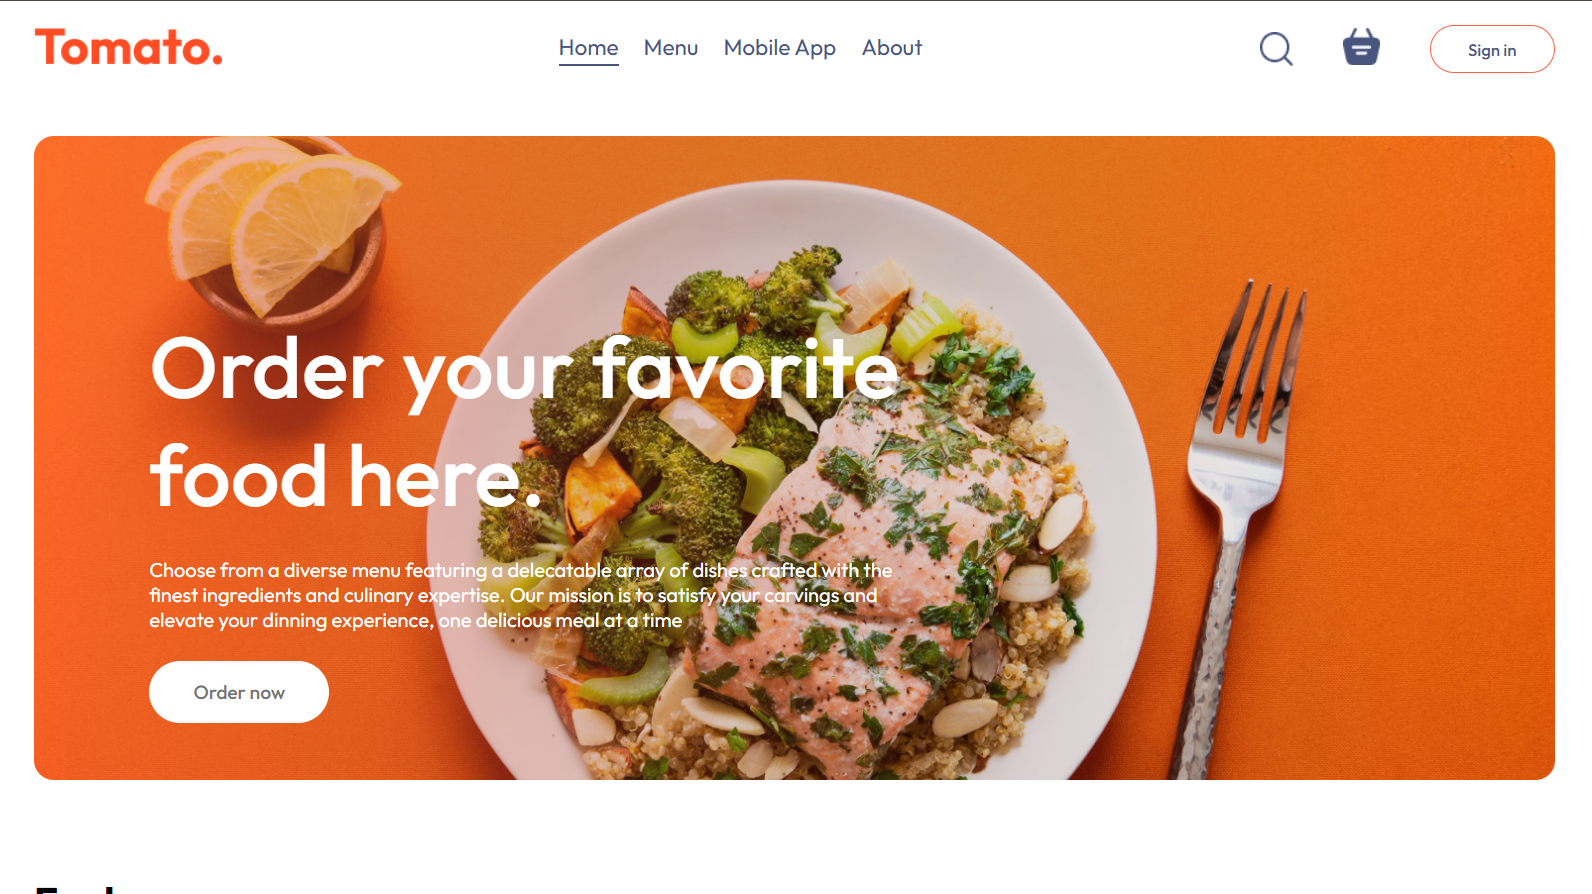 Tomato.
Home Menu Mobile App About
Sign in
Order your favorite
food here.
Choose from a diverse menu featuring a delecatable array of dishes crafted with the
finest ingredients and culinary expertise. Our mission is to satisfy your carvings and
elevate your dinning experience, one delicious meal at a time
Order now